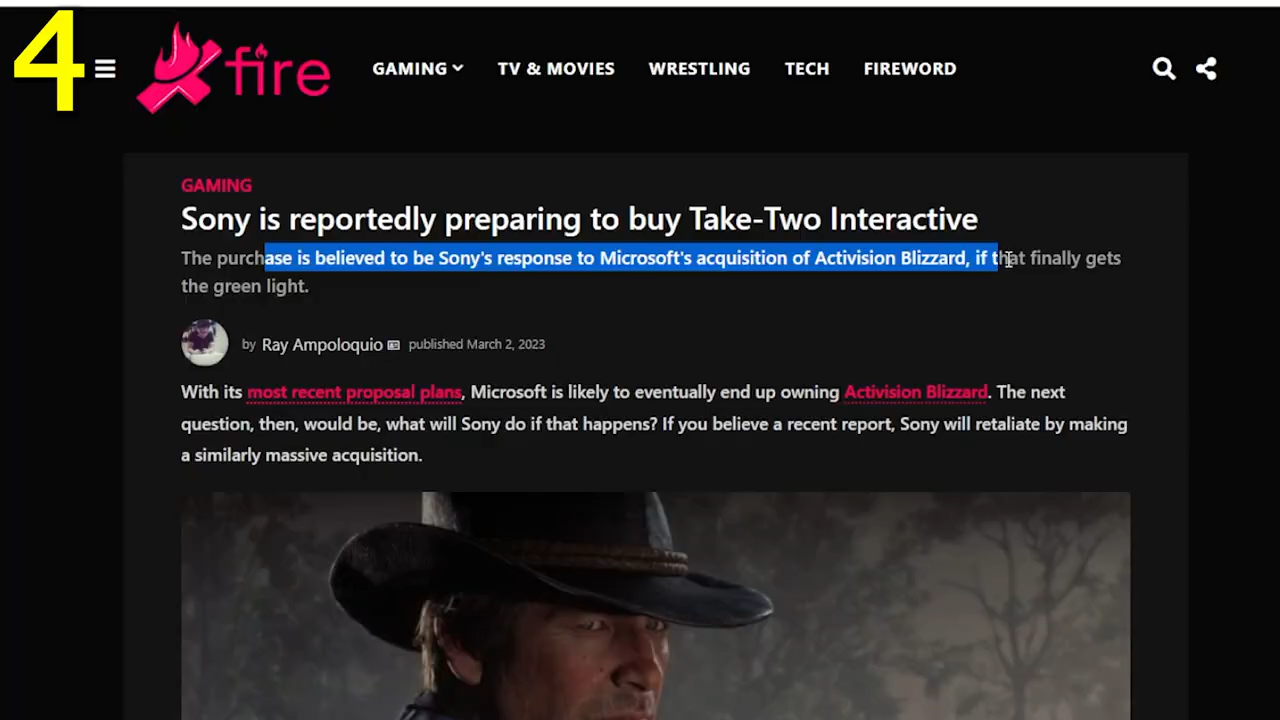 4
fire
GAMING TV & MOVIES WRESTLING TECH FIREWORD
GAMING
Sony is reportedly preparing to buy Take-Two Interactive
The purchase is believed to be Sony's response to Microsoft's acquisition of Activision Blizzard, if that finally gets
the green light.
by Ray Ampoloquio published March 2, 2023
With its most recent proposal plans, Microsoft is likely to eventually end up owning Activision Blizzard. The next
question, then, would be, what will Sony do if that happens? If you believe a recent report, Sony will retaliate by making
a similarly massive acquisition.